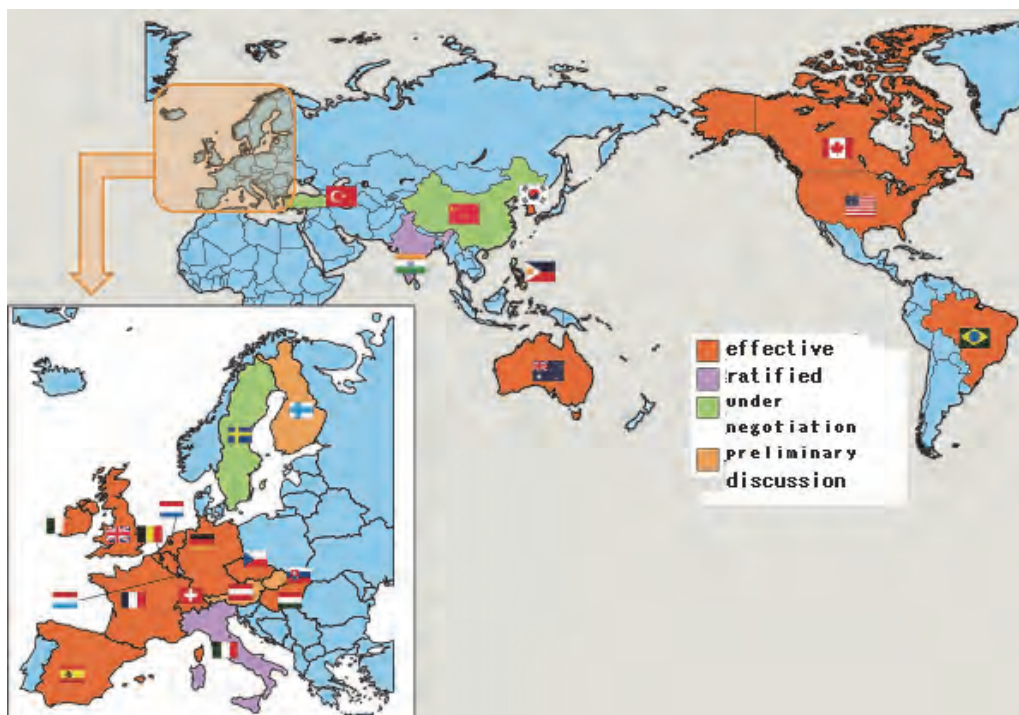 effective
ratified
under
negotiation
preliminary
discussion